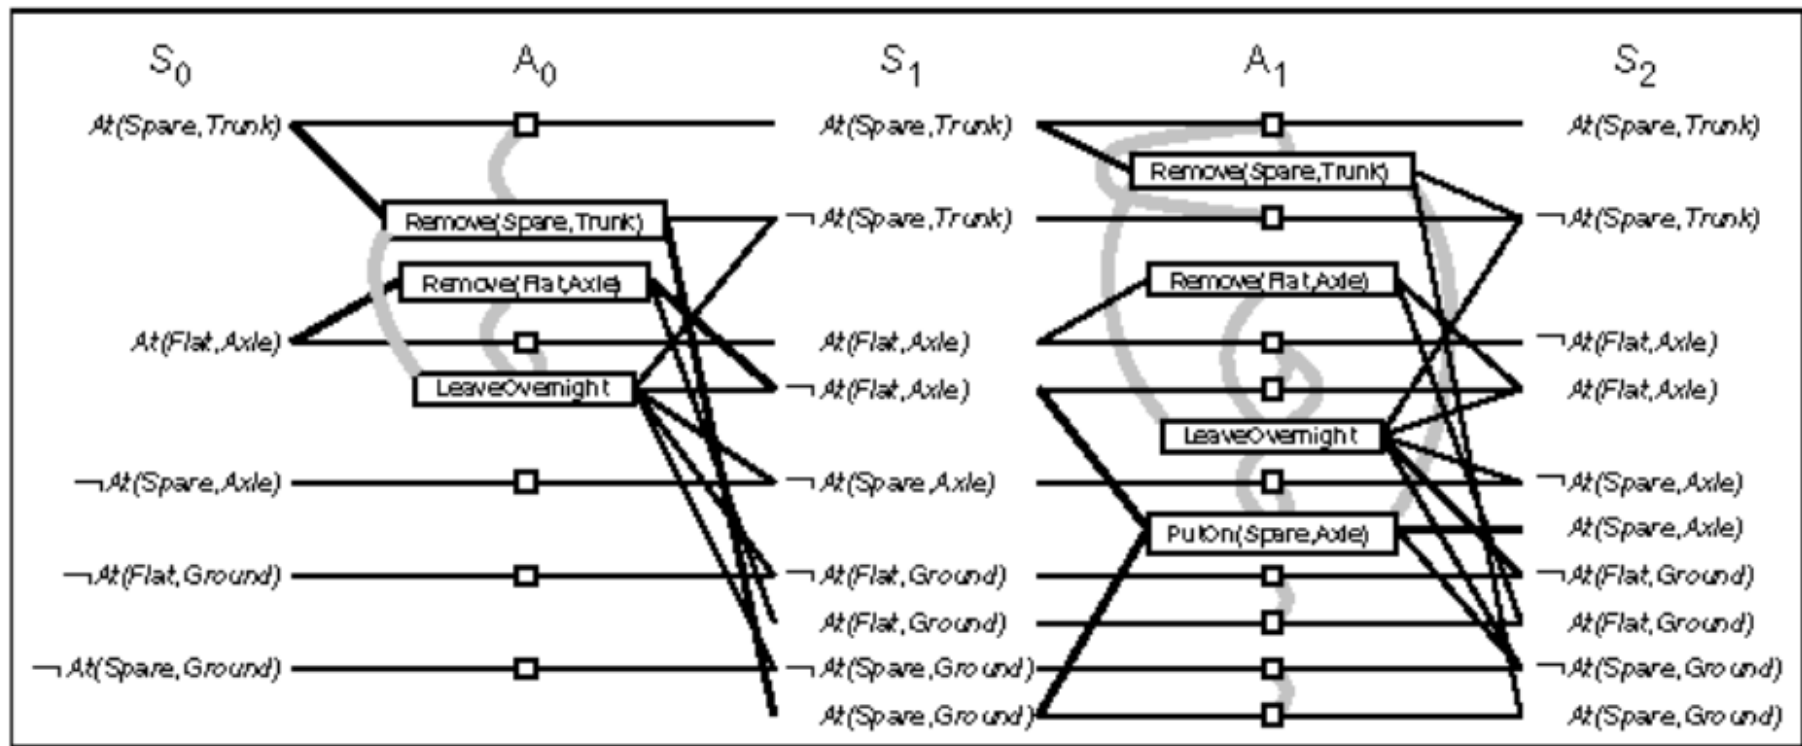 S0 A0 S1 A1 S2
At(Spare,Trunk) At(Spare,Trunk) At(Spare,Trunk)
Remove(Spare,Trunk)
Remove(Spare,Trunk) ¬At(Spare,Trunk) ¬At(Spare,Trunk)
Remove(Flat,Axle) Remove(Flat,Axle)
At(Flat,Axle) At(Flat,Axle) ¬At(Flat,Axle)
LeaveOvernight ¬At(Flat,Axle) ¬At(Flat,Axle)
LeaveOvernight
¬At(Spare,Axle) ¬At(Spare,Axle) ¬At(Spare,Axle)
PutOn(Spare,Axle) At(Spare,Axle)
¬At(Flat,Ground) ¬At(Flat,Ground) ¬At(Flat,Ground)
At(Flat,Ground) At(Flat,Ground)
¬At(Spare,Ground) ¬At(Spare,Ground) ¬At(Spare,Ground)
At(Spare,Ground) At(Spare,Ground)